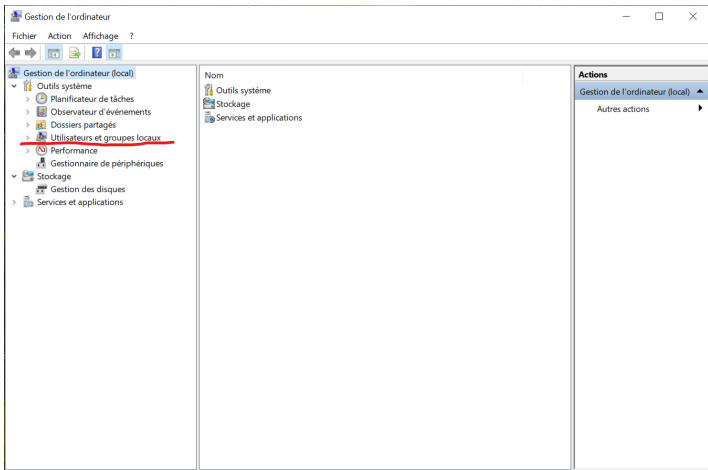 Gestion de l'ordinateur
Fichier Action Affichage ?
Gestion de l'ordinateur (local)
Outils système
Planificateur de tâches
Observateur d'événements
Dossiers partagés
Utilisateurs et groupes locaux
Performance
Gestionnaire de périphériques
Stockage
Gestion des disques
Services et applications
Nom
Outils système
Stockage
Services et applications
Actions
Gestion de l'ordinateur (local)
Autres actions